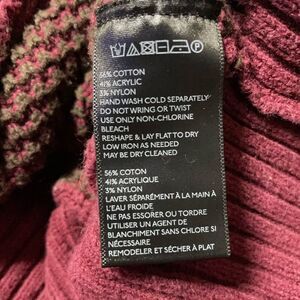 56% COTTON
41% ACRYLIC
3% NYLON
HAND WASH COLD SEPARATELY
DO NOT WRING OR TWIST
USE ONLY NON-CHLORINE
BLEACH
RESHAPE & LAY FLAT TO DRY
LOW IRON AS NEEDED
MAY BE DRY CLEANED
56% COTON
41% ACRYLIQUE
3% NYLON
LAVER SÉPARÉMENT À LA MAIN À
L'EAU FROIDE
NE PAS ESSORER OU TORDRE
UTILISER UN AGENT DE
BLANCHIMENT SANS CHLORE SI
NÉCESSAIRE
REMODELER ET SÉCHER À PLAT